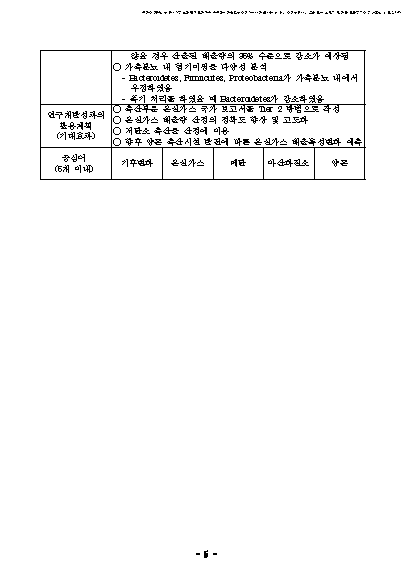 않을 경우 산출된 배출량의 35% 수준으로 감소가 예상됨
○ 가축분뇨 내 혐기미생물 다양성 분석
- Bacteroidetes, Firmicutes, Proteobacteria가 가축분뇨 내에서
우점하였음
- 폭기 처리를 하였을 때 Bacteroidetes가 감소하였음
연구개발성과의
활용계획
(기대효과)
○ 축산부문 온실가스 국가 보고서를 Tier 2 방법으로 작성
○ 온실가스 배출량 산정의 정확도 향상 및 고도화
○ 저탄소 축산물 산정에 이용
○ 향후 양돈 축산시설 발전에 따른 온실가스 배출특성변화 예측
중심어
(5개 이내)
기후변화 온실가스 메탄 아산화질소 양돈